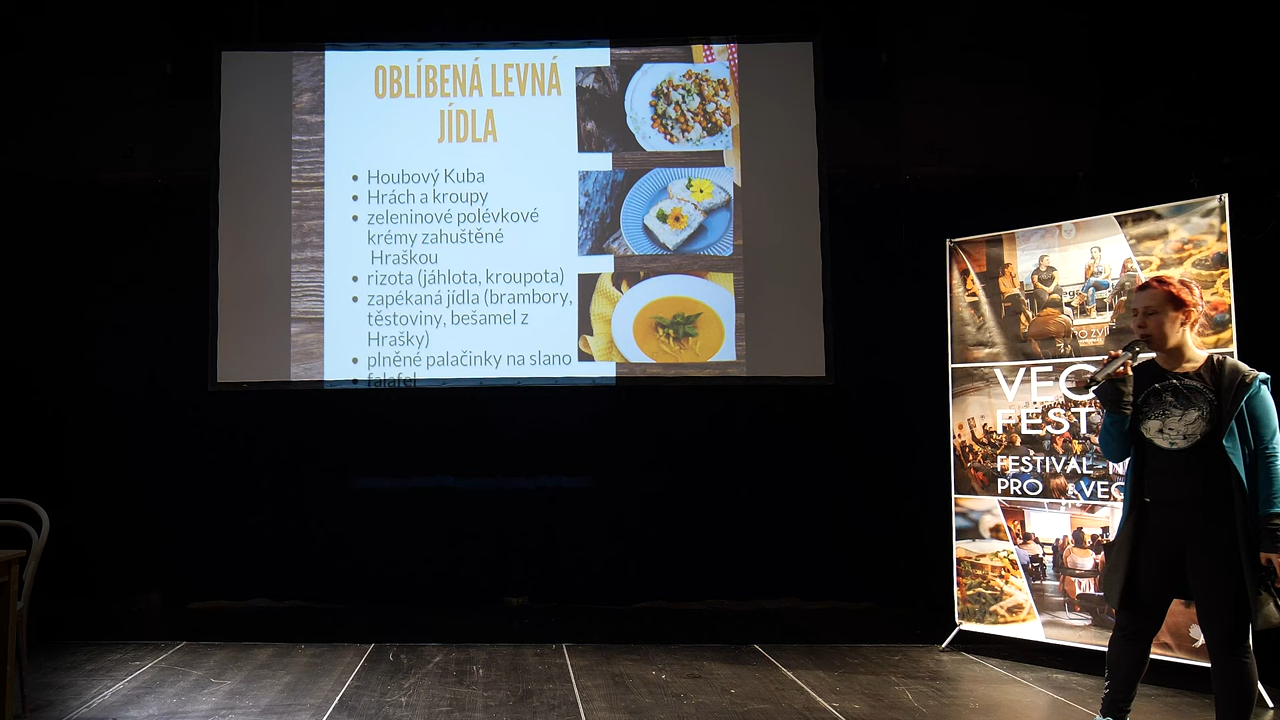 OBLÍBENÁ LEVNÁ
JÍDLA
Houbový Kuba
Hrách a kroupy
zeleninové polévkové
krémy zahuštěné
Hraškou
rizota (jáhlota, kroupota)
zapékaná jídla (brambory,
těstoviny, bešamel z
Hrašky)
plněné palačinky na slano
falafel
VEG
FEST
FESTIVAL
PRO VEG